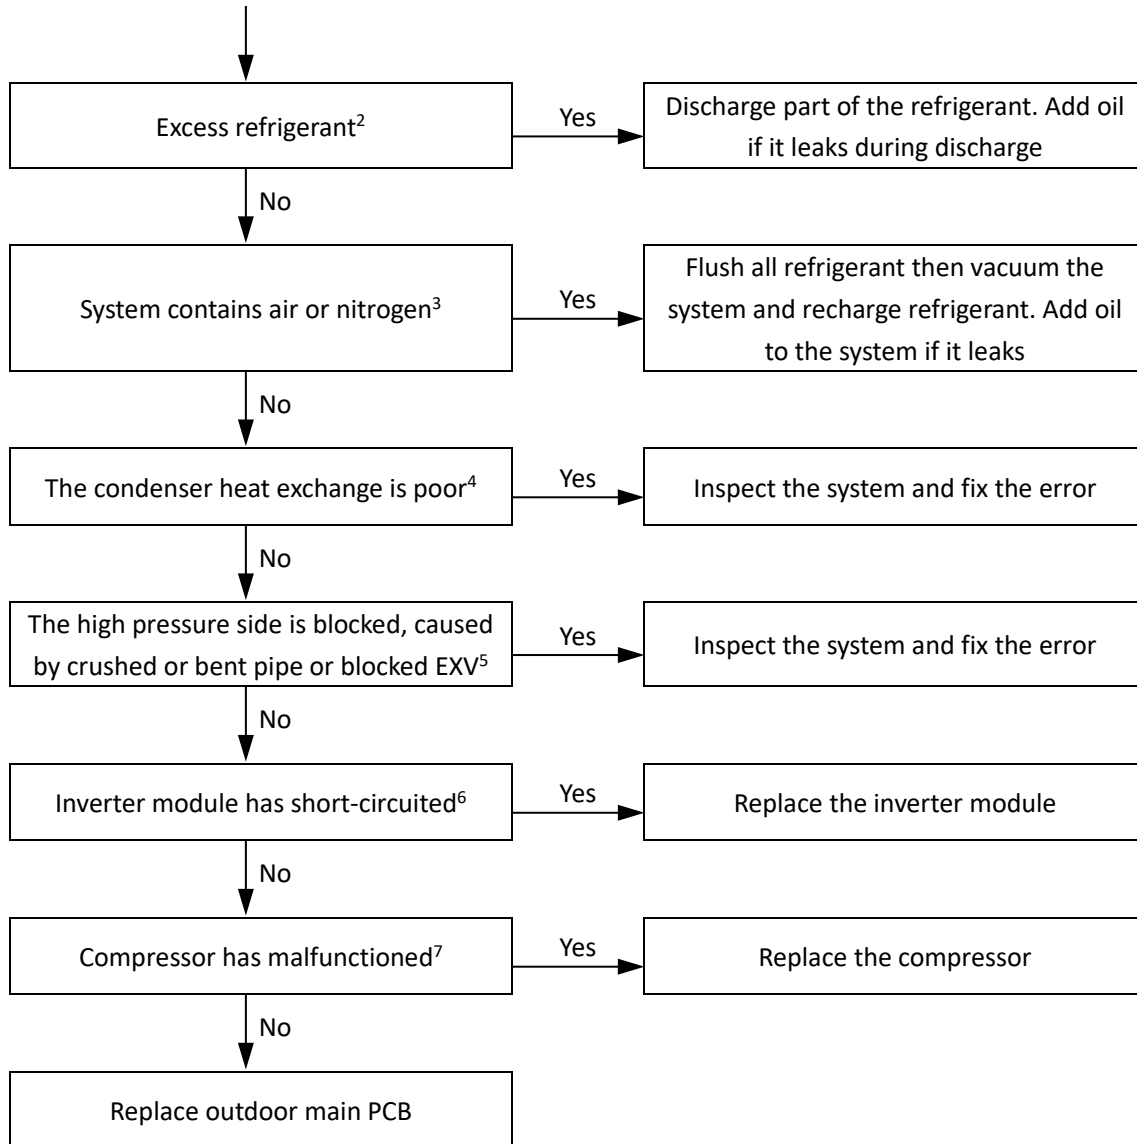 Excess refrigerant²
Yes
Discharge part of the refrigerant. Add oil
if it leaks during discharge
No
System contains air or nitrogen³
Yes
Flush all refrigerant then vacuum the
system and recharge refrigerant. Add oil
to the system if it leaks
No
The condenser heat exchange is poor⁴
Yes
Inspect the system and fix the error
No
The high pressure side is blocked, caused
by crushed or bent pipe or blocked EXV⁵
Yes
Inspect the system and fix the error
No
Inverter module has short-circuited⁶
Yes
Replace the inverter module
No
Compressor has malfunctioned⁷
Yes
Replace the compressor
No
Replace outdoor main PCB